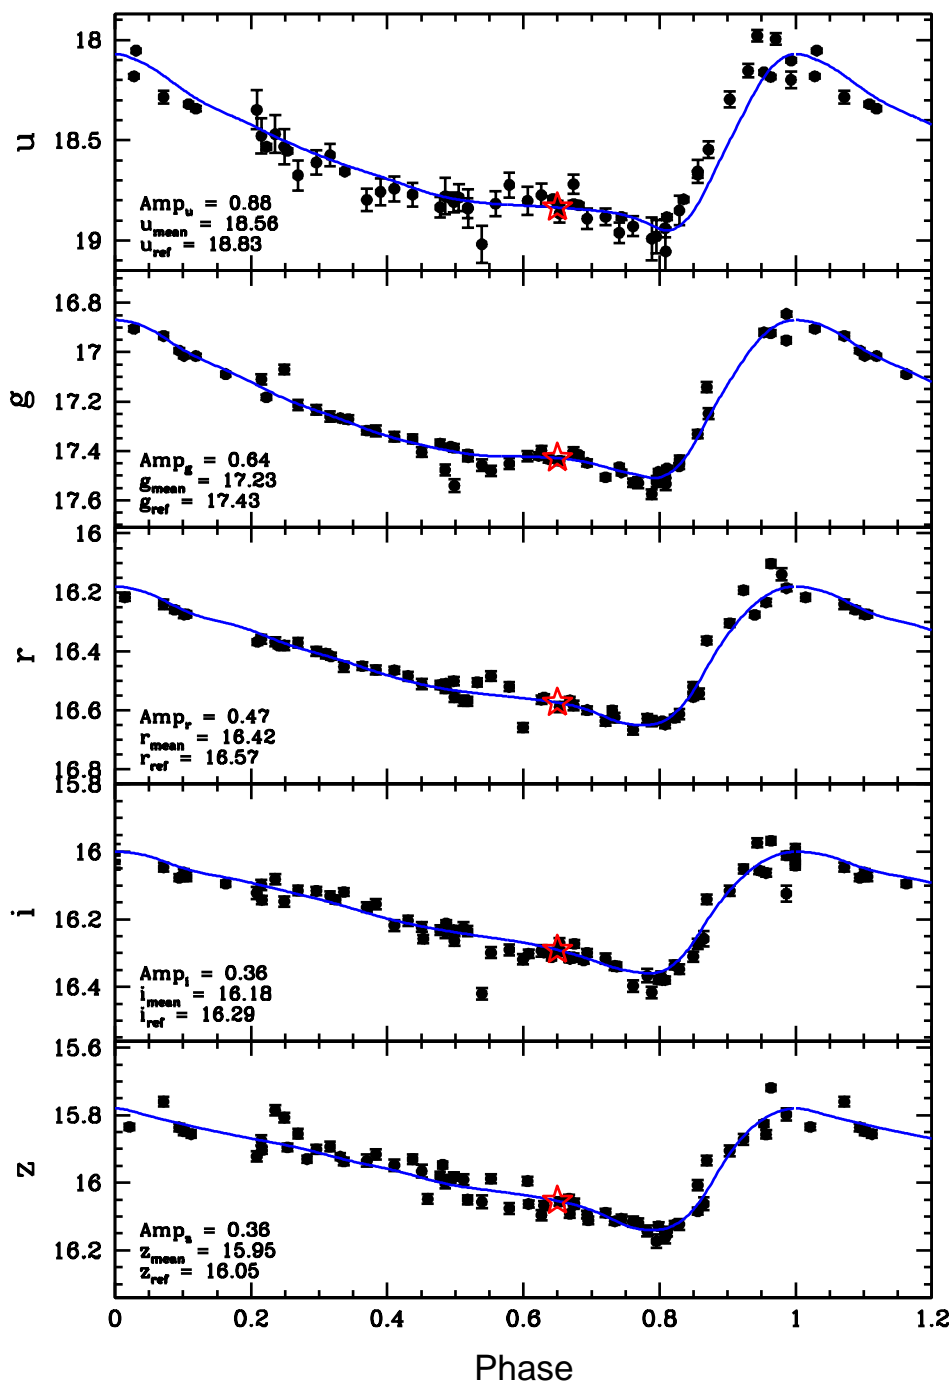 18
18.5
19
u
Amp_u = 0.88
u_mean = 18.56
u_ref = 18.83
16.8
17
17.2
17.4
17.6
g
Amp_g = 0.64
g_mean = 17.23
g_ref = 17.43
16
16.2
16.4
16.6
16.8
r
Amp_r = 0.47
r_mean = 16.42
r_ref = 16.57
15.8
16
16.2
16.4
i
Amp_i = 0.36
i_mean = 16.18
i_ref = 16.29
15.6
15.8
16
16.2
z
Amp_z = 0.36
z_mean = 15.95
z_ref = 16.05
0 0.2 0.4 0.6 0.8 1 1.2
Phase